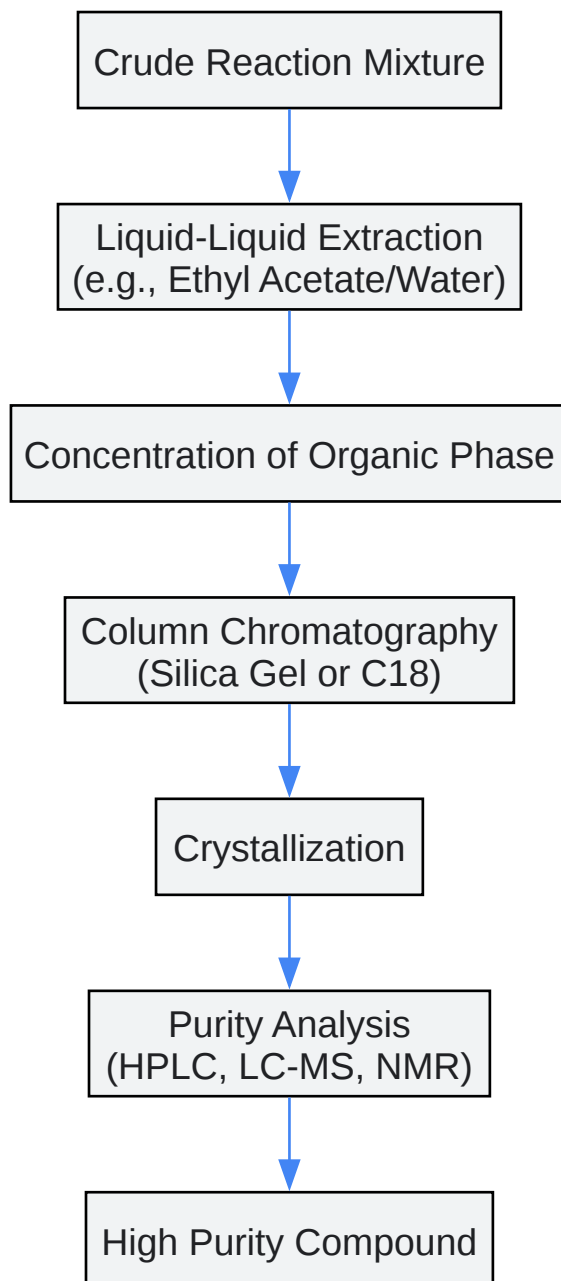 Crude Reaction Mixture
Liquid-Liquid Extraction
(e.g., Ethyl Acetate/Water)
Concentration of Organic Phase
Column Chromatography
(Silica Gel or C18)
Crystallization
Purity Analysis
(HPLC, LC-MS, NMR)
High Purity Compound